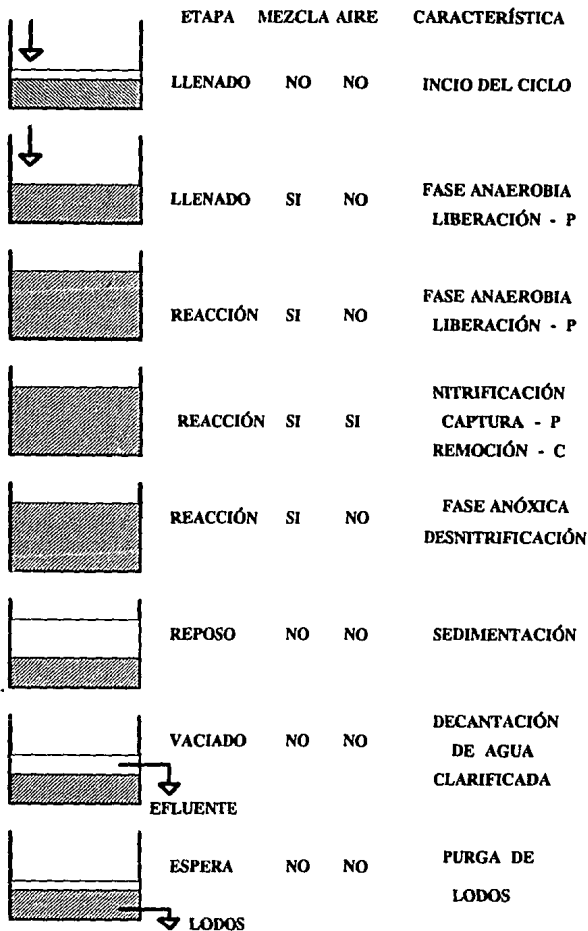 ETAPA MEZCLA AIRE CARACTERÍSTICA
LLENADO NO NO INCIO DEL CICLO
LLENADO SI NO FASE ANAEROBIA
LIBERACIÓN - P
REACCIÓN SI NO FASE ANAEROBIA
LIBERACIÓN - P
NITRIFICACIÓN
REACCIÓN SI SI CAPTURA - P
REMOCIÓN - C
REACCIÓN SI NO FASE ANÓXICA
DESNITRIFICACIÓN
REPOSO NO NO SEDIMENTACIÓN
VACIADO NO NO DECANTACIÓN
DE AGUA
CLARIFICADA
EFLUENTE
ESPERA NO NO PURGA DE
LODOS
LODOS